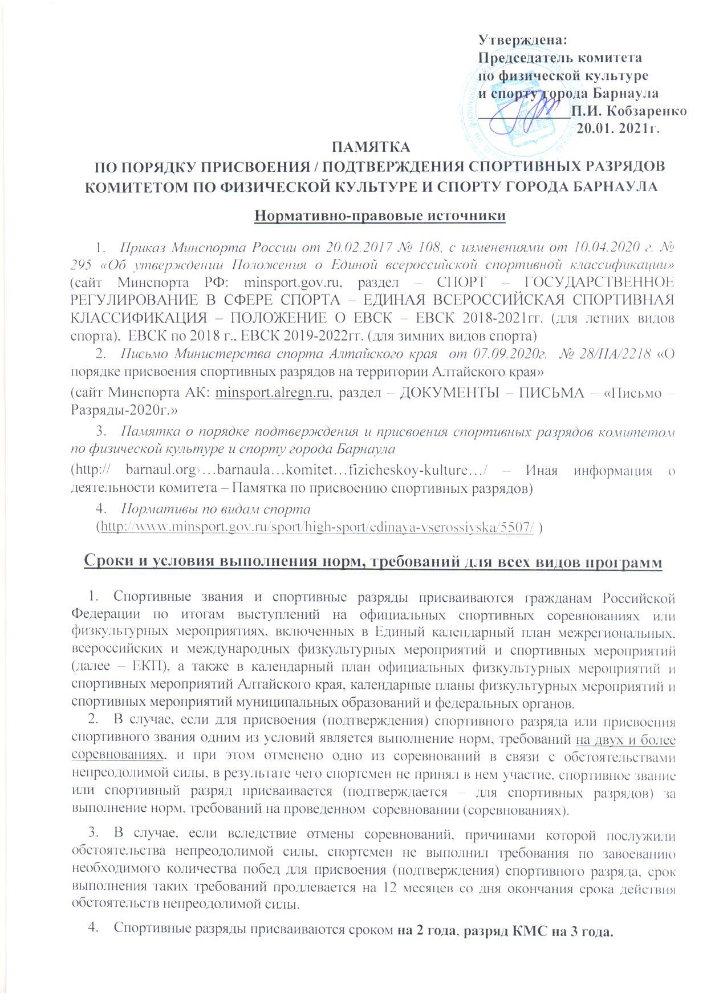 Утверждена:
Председатель комитета
по физической культуре
и спорту города Барнаула
____________П.И. Кобзаренко
20.01. 2021г.
ПАМЯТКА
ПО ПОРЯДКУ ПРИСВОЕНИЯ / ПОДТВЕРЖДЕНИЯ СПОРТИВНЫХ РАЗРЯДОВ
КОМИТЕТОМ ПО ФИЗИЧЕСКОЙ КУЛЬТУРЕ И СПОРТУ ГОРОДА БАРНАУЛА
Нормативно-правовые источники
1. Приказ Минспорта России от 20.02.2017 № 108, с изменениями от 10.04.2020 г. №
295 «Об утверждении Положения о Единой всероссийской спортивной классификации»
(сайт Минспорта РФ: minsport.gov.ru, раздел – СПОРТ – ГОСУДАРСТВЕННОЕ
РЕГУЛИРОВАНИЕ В СФЕРЕ СПОРТА – ЕДИНАЯ ВСЕРОССИЙСКАЯ СПОРТИВНАЯ
КЛАССИФИКАЦИЯ – ПОЛОЖЕНИЕ О ЕВСК – ЕВСК 2018-2021гг. (для летних видов
спорта), ЕВСК по 2018 г., ЕВСК 2019-2022гг. (для зимних видов спорта)
2. Письмо Министерства спорта Алтайского края от 07.09.2020г. № 28/ПА/2218 «О
порядке присвоения спортивных разрядов на территории Алтайского края»
(сайт Минспорта АК: minsport.alregn.ru, раздел – ДОКУМЕНТЫ – ПИСЬМА – «Письмо –
Разряды-2020г.»
3. Памятка о порядке подтверждения и присвоения спортивных разрядов комитетом
по физической культуре и спорту города Барнаула
(http:// barnaul.org›…barnaula…komitet…fizicheskoy-kulture…/ – Иная информация о
деятельности комитета – Памятка по присвоению спортивных разрядов)
4. Нормативы по видам спорта
(http://www.minsport.gov.ru/sport/high-sport/edinaya-vserossiyska/5507/ )
Сроки и условия выполнения норм, требований для всех видов программ
1. Спортивные звания и спортивные разряды присваиваются гражданам Российской
Федерации по итогам выступлений на официальных спортивных соревнованиях или
физкультурных мероприятиях, включенных в Единый календарный план межрегиональных,
всероссийских и международных физкультурных мероприятий и спортивных мероприятий
(далее – ЕКП), а также в календарный план официальных физкультурных мероприятий и
спортивных мероприятий Алтайского края, календарные планы физкультурных мероприятий и
спортивных мероприятий муниципальных образований и федеральных органов.
2. В случае, если для присвоения (подтверждения) спортивного разряда или присвоения
спортивного звания одним из условий является выполнение норм, требований на двух и более
соревнованиях, и при этом отменено одно из соревнований в связи с обстоятельствами
непреодолимой силы, в результате чего спортсмен не принял в нем участие, спортивное звание
или спортивный разряд присваивается (подтверждается – для спортивных разрядов) за
выполнение норм, требований на проведенном соревновании (соревнованиях).
3. В случае, если вследствие отмены соревнований, причинами которой послужили
обстоятельства непреодолимой силы, спортсмен не выполнил требования по завоеванию
необходимого количества побед для присвоения (подтверждения) спортивного разряда, срок
выполнения таких требований продлевается на 12 месяцев со дня окончания срока действия
обстоятельств непреодолимой силы.
4. Спортивные разряды присваиваются сроком на 2 года, разряд КМС на 3 года.